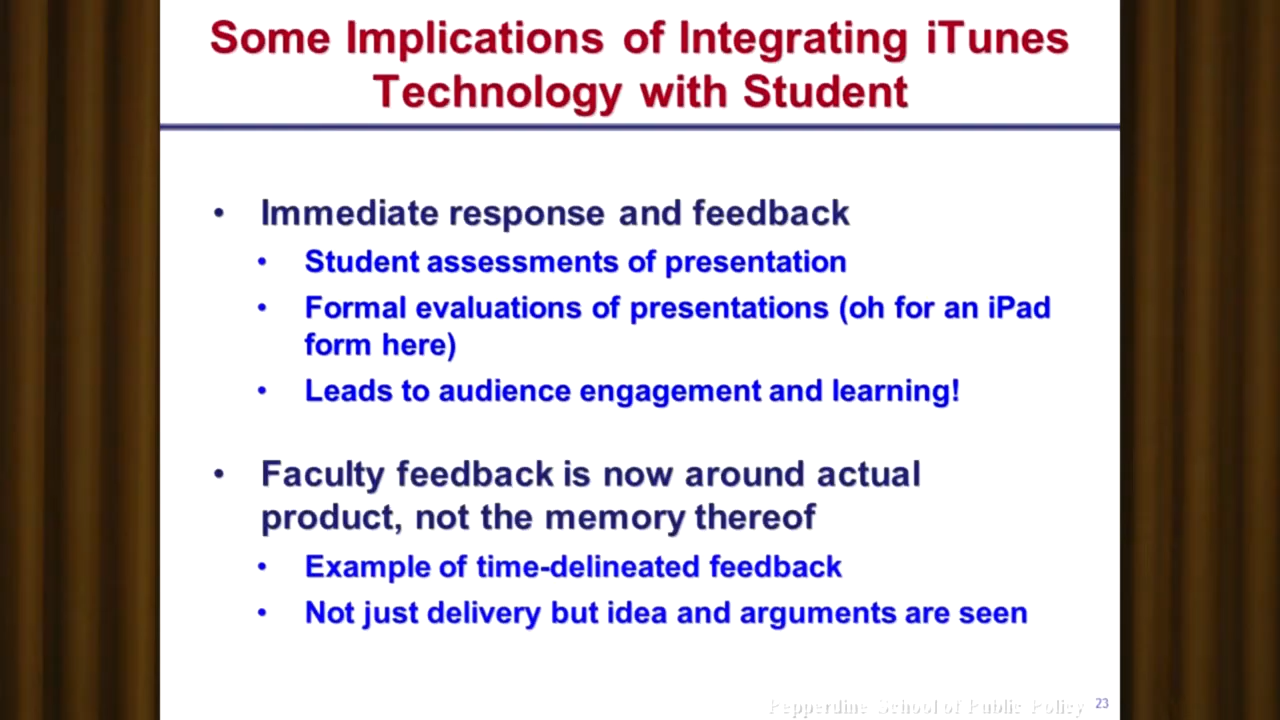 Some Implications of Integrating iTunes
Technology with Student
• Immediate response and feedback
• Student assessments of presentation
• Formal evaluations of presentations (oh for an iPad
form here)
• Leads to audience engagement and learning!
• Faculty feedback is now around actual
product, not the memory thereof
• Example of time-delineated feedback
• Not just delivery but idea and arguments are seen
Pepperdine School of Public Policy 23